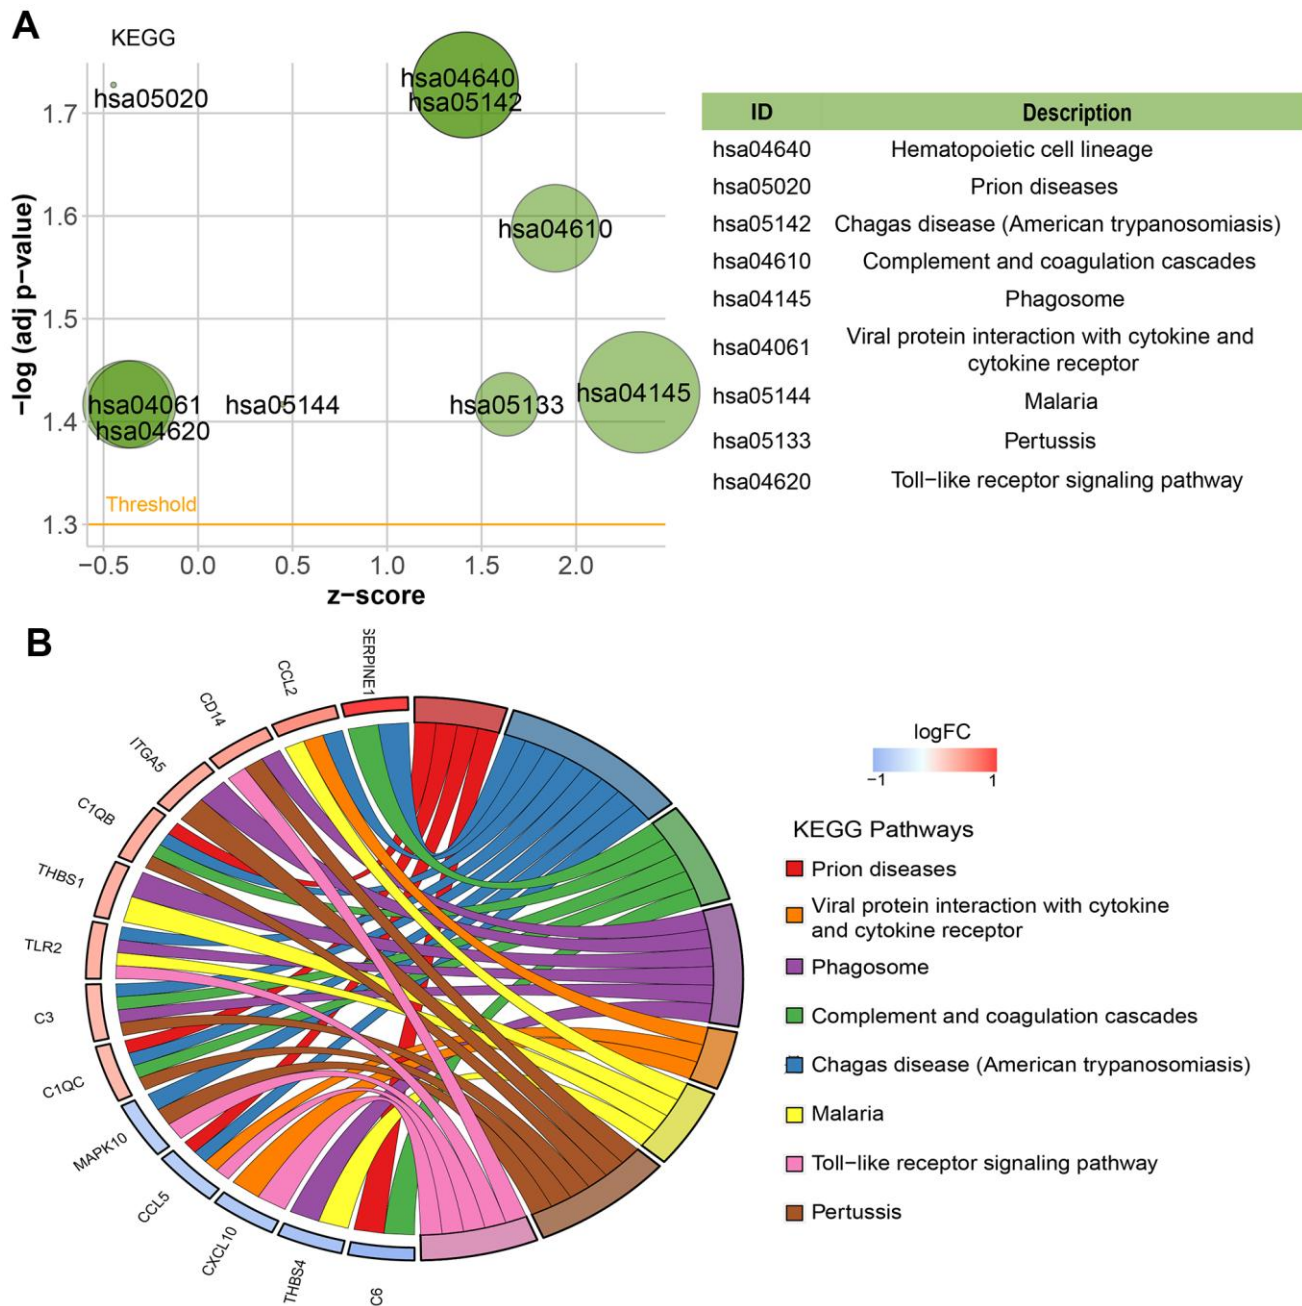 A
KEGG
hsa05020
hsa04640
hsa05142
hsa04610
hsa04061
hsa04620
hsa05144
hsa05133
hsa04145
Threshold
1.7
1.6
1.5
1.4
1.3
−log (adj p−value)
−0.5 0.0 0.5 1.0 1.5 2.0
z−score
ID Description
hsa04640 Hematopoietic cell lineage
hsa05020 Prion diseases
hsa05142 Chagas disease (American trypanosomiasis)
hsa04610 Complement and coagulation cascades
hsa04145 Phagosome
hsa04061 Viral protein interaction with cytokine and
cytokine receptor
hsa05144 Malaria
hsa05133 Pertussis
hsa04620 Toll−like receptor signaling pathway
B
SERPINE1
CCL2
CD14
ITGA5
C1QB
THBS1
TLR2
C3
C1QC
MAPK10
CCL5
CXCL10
THBS4
C6
logFC
−1 1
KEGG Pathways
Prion diseases
Viral protein interaction with cytokine
and cytokine receptor
Phagosome
Complement and coagulation cascades
Chagas disease (American trypanosomiasis)
Malaria
Toll−like receptor signaling pathway
Pertussis